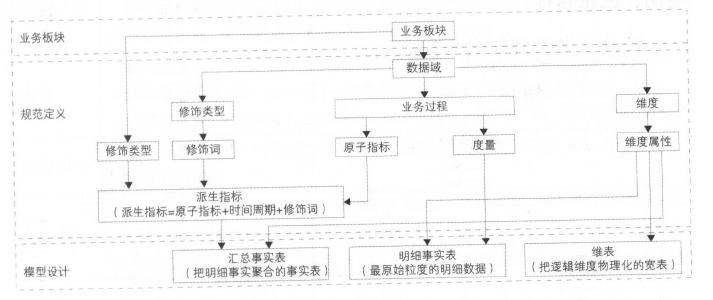 业务板块
业务板块
数据域
规范定义
修饰类型
业务过程
维度
修饰类型
修饰词
原子指标
度量
维度属性
派生指标
（派生指标=原子指标+时间周期+修饰词）
模型设计
汇总事实表
（把明细事实聚合的事实表）
明细事实表
（最原始粒度的明细数据）
维表
（把逻辑维度物理化的宽表）